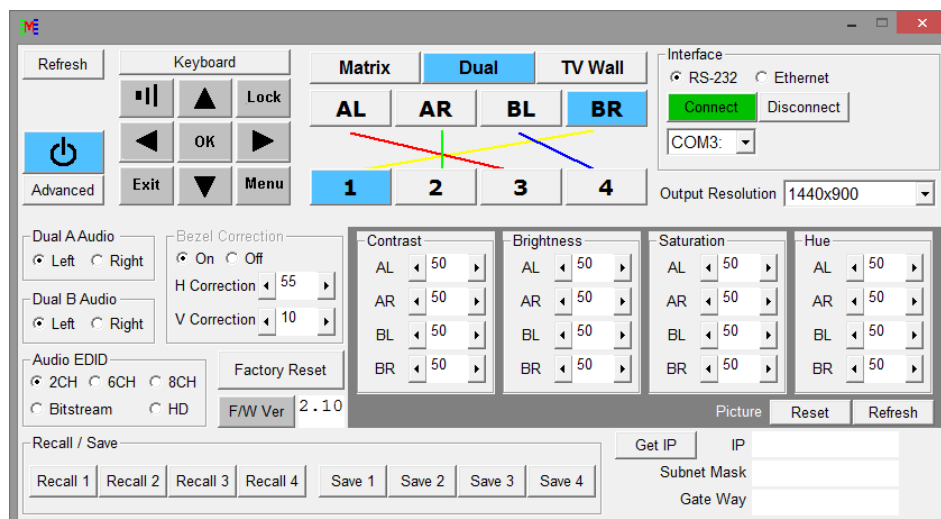 Refresh
Keyboard
Lock
OK
Exit
Menu
Advanced
Matrix Dual TV Wall
AL AR BL BR
1 2 3 4
Interface
RS-232 Ethernet
Connect Disconnect
COM3:
Output Resolution 1440x900
Dual A Audio
Left Right
Dual B Audio
Left Right
Bezel Correction
On Off
H Correction 55
V Correction 10
Audio EDID
2CH 6CH 8CH
Bitstream HD
Factory Reset
F/W Ver 2.10
Contrast
AL 50
AR 50
BL 50
BR 50
Brightness
AL 50
AR 50
BL 50
BR 50
Saturation
AL 50
AR 50
BL 50
BR 50
Hue
AL 50
AR 50
BL 50
BR 50
Picture Reset Refresh
Recall / Save
Recall 1 Recall 2 Recall 3 Recall 4 Save 1 Save 2 Save 3 Save 4
Get IP IP
Subnet Mask
Gate Way